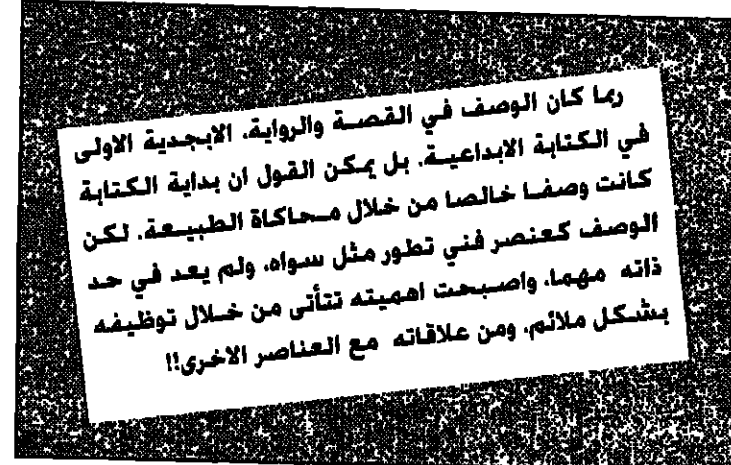 ربما كان الوصف في القصة والرواية، الابجدية الاولى
في الكتابة الابداعية، بل يمكن القول ان بداية الكتابة
كانت وصفا خالصا من خلال محاكاة الطبيعة، لكن
الوصف كعنصر فني تطور مثل سواه، ولم يعد في حد
ذاته مهما، واصبحت اهميته تتأتى من خلال توظيفه
بشكل ملائم، ومن علاقاته مع العناصر الاخرى!!